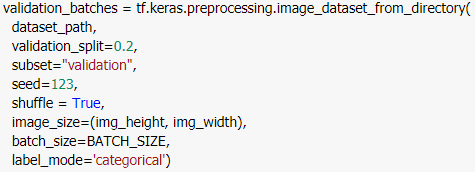 validation_batches = tf.keras.preprocessing.image_dataset_from_directory(
  dataset_path,
  validation_split=0.2,
  subset="validation",
  seed=123,
  shuffle = True,
  image_size=(img_height, img_width),
  batch_size=BATCH_SIZE,
  label_mode='categorical')